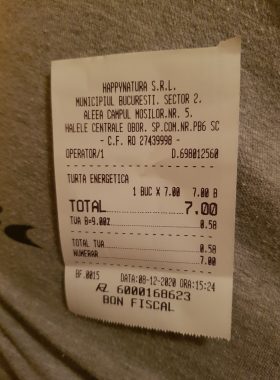 HAPPYNATURA S.R.L.
MUNICIPIUL BUCURESTI. SECTOR 2.
ALEEA CAMPUL MOSILOR.NR. 5.
HALELE CENTRALE OBOR. SP.COM.NR.PB6 SC
- C.F. RO 27439998 -
OPERATOR/1 D.698012560
TURTA ENERGETICA
1 BUC X 7.00 7.00 B
TOTAL 7.00
TVA B=9.00% 0.58
TOTAL TVA 0.58
NUMERAR 7.00
BF.0015 DATA:08-12-2020 ORA:15:24
6000168623
BON FISCAL